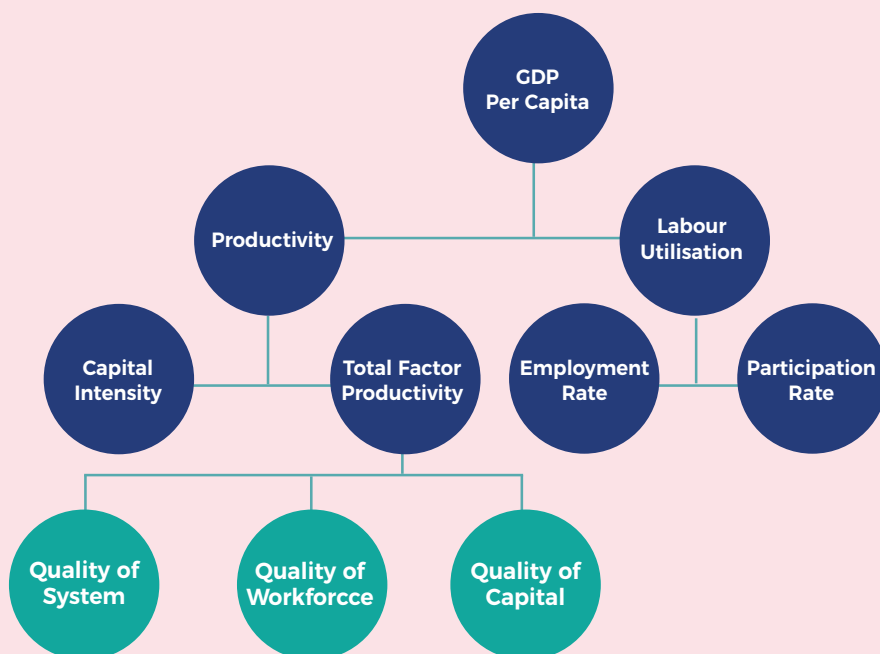 GDP
Per Capita
Productivity
Labour
Utilisation
Capital
Intensity
Total Factor
Productivity
Employment
Rate
Participation
Rate
Quality of
System
Quality of
Workforcce
Quality of
Capital